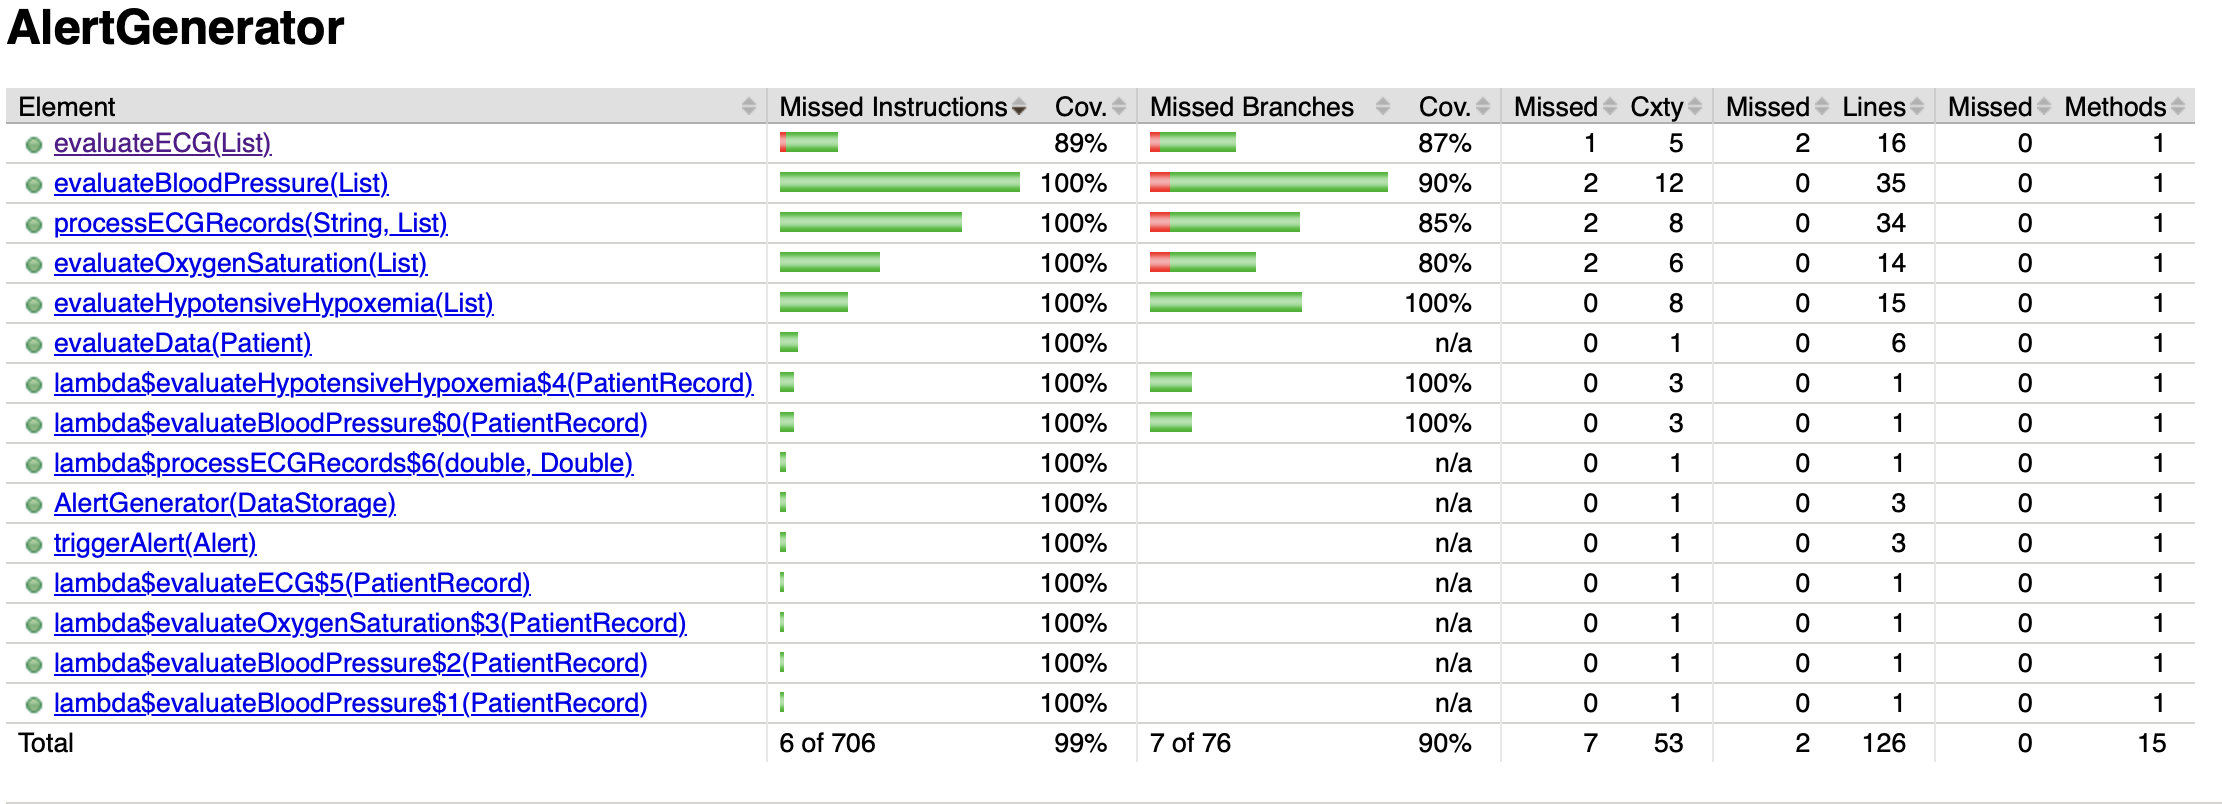 AlertGenerator
Element Missed Instructions Cov. Missed Branches Cov. Missed Cxty Missed Lines Missed Methods
evaluateECG(List) 89% 87% 1 5 2 16 0 1
evaluateBloodPressure(List) 100% 90% 2 12 0 35 0 1
processECGRecords(String, List) 100% 85% 2 8 0 34 0 1
evaluateOxygenSaturation(List) 100% 80% 2 6 0 14 0 1
evaluateHypotensiveHypoxemia(List) 100% 100% 0 8 0 15 0 1
evaluateData(Patient) 100% n/a 0 1 0 6 0 1
lambda$evaluateHypotensiveHypoxemia$4(PatientRecord) 100% 100% 0 3 0 1 0 1
lambda$evaluateBloodPressure$0(PatientRecord) 100% 100% 0 3 0 1 0 1
lambda$processECGRecords$6(double, Double) 100% n/a 0 1 0 1 0 1
AlertGenerator(DataStorage) 100% n/a 0 1 0 3 0 1
triggerAlert(Alert) 100% n/a 0 1 0 3 0 1
lambda$evaluateECG$5(PatientRecord) 100% n/a 0 1 0 1 0 1
lambda$evaluateOxygenSaturation$3(PatientRecord) 100% n/a 0 1 0 1 0 1
lambda$evaluateBloodPressure$2(PatientRecord) 100% n/a 0 1 0 1 0 1
lambda$evaluateBloodPressure$1(PatientRecord) 100% n/a 0 1 0 1 0 1
Total 6 of 706 99% 7 of 76 90% 7 53 2 126 0 15